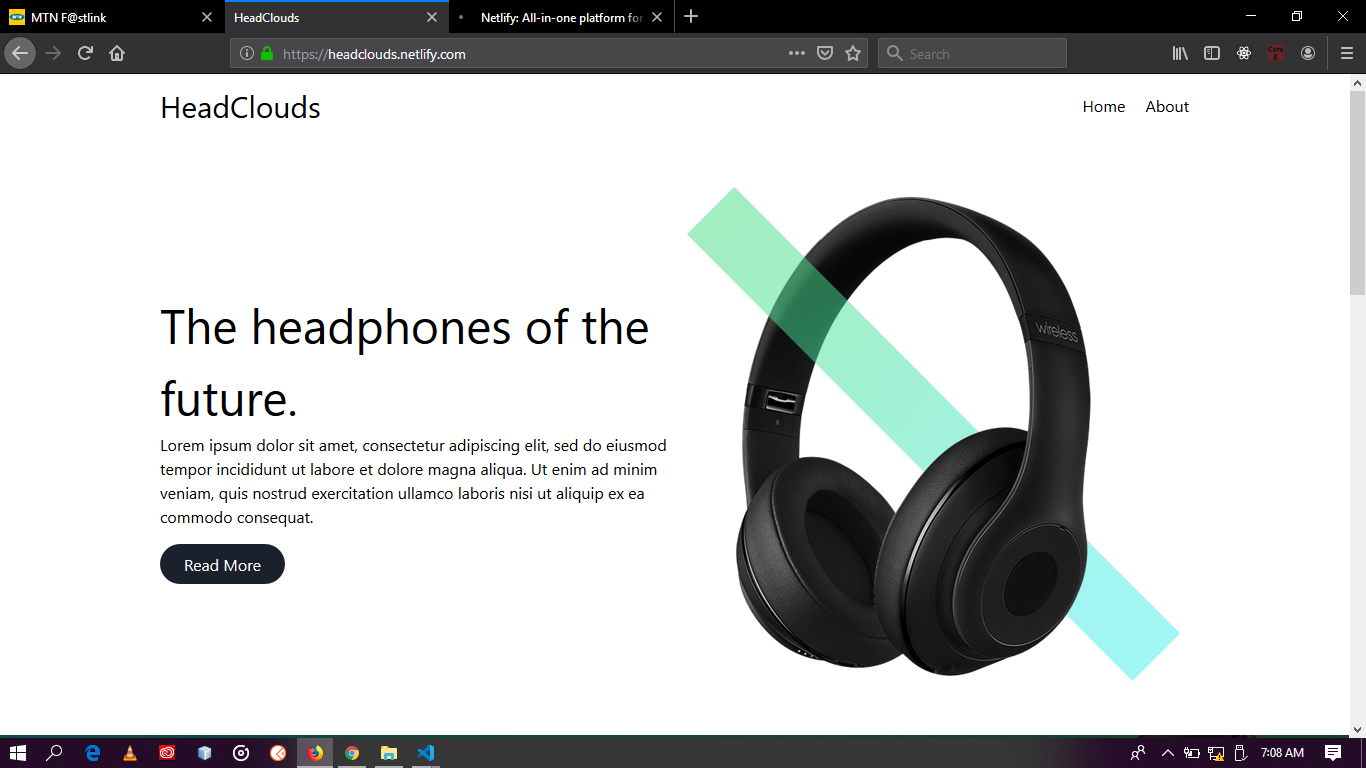 MTN F@stlink
HeadClouds
Netlify: All-in-one platform for
https://headclouds.netlify.com
Search
HeadClouds
Home
About
wireless
The headphones of the
future.
Lorem ipsum dolor sit amet, consectetur adipiscing elit, sed do eiusmod
tempor incididunt ut labore et dolore magna aliqua. Ut enim ad minim
veniam, quis nostrud exercitation ullamco laboris nisi ut aliquip ex ea
commodo consequat.
Read More
7:08 AM